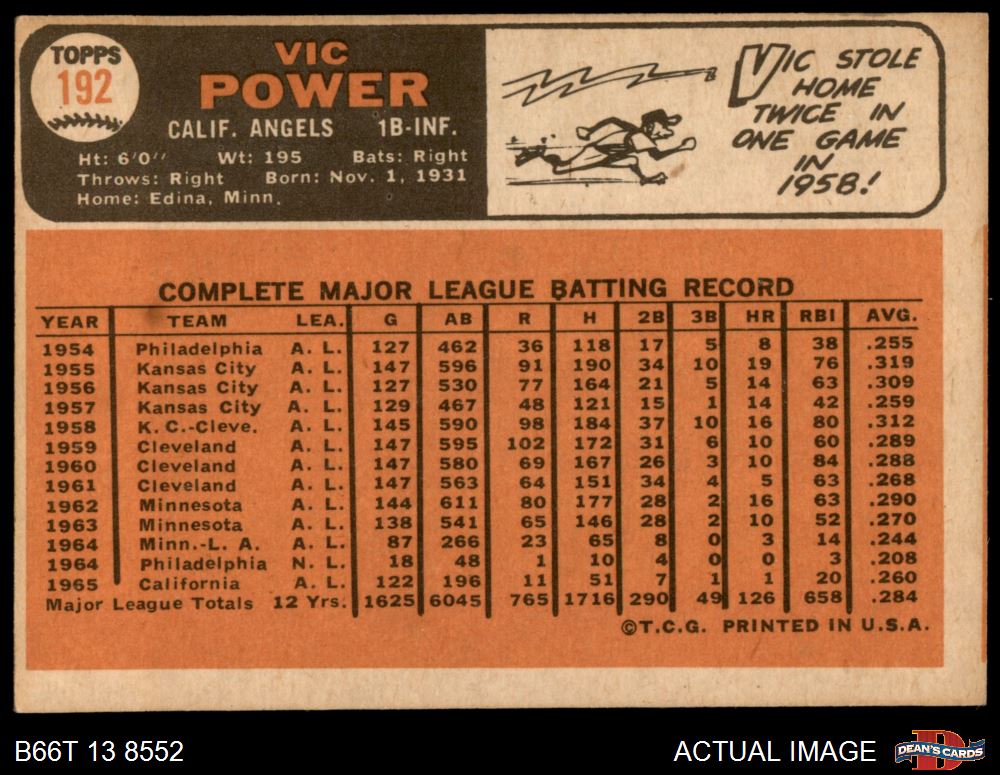 TOPPS
192
VIC
POWER
CALIF. ANGELS 1B-INF.
Ht: 6'0'' Wt: 195 Bats: Right
Throws: Right Born: Nov. 1, 1931
Home: Edina, Minn.
VIC STOLE
HOME
TWICE IN
ONE GAME
IN
1958!
COMPLETE MAJOR LEAGUE BATTING RECORD
YEAR TEAM LEA. G AB R H 2B 3B HR RBI AVG.
1954 Philadelphia A. L. 127 462 36 118 17 5 8 38 .255
1955 Kansas City A. L. 147 596 91 190 34 10 19 76 .319
1956 Kansas City A. L. 127 530 77 164 21 5 14 63 .309
1957 Kansas City A. L. 129 467 48 121 15 1 14 42 .259
1958 K. C.-Cleve. A. L. 145 590 98 184 37 10 16 80 .312
1959 Cleveland A. L. 147 595 102 172 31 6 10 60 .289
1960 Cleveland A. L. 147 580 69 167 26 3 10 84 .288
1961 Cleveland A. L. 147 563 64 151 34 4 5 63 .268
1962 Minnesota A. L. 144 611 80 177 28 2 16 63 .290
1963 Minnesota A. L. 138 541 65 146 28 2 10 52 .270
1964 Minn.-L. A. A. L. 87 266 23 65 8 0 3 14 .244
1964 Philadelphia N. L. 18 48 1 10 4 0 0 3 .208
1965 California A. L. 122 196 11 51 7 1 1 20 .260
Major League Totals 12 Yrs. 1625 6045 765 1716 290 49 126 658 .284
©T.C.G. PRINTED IN U.S.A.
B66T 13 8552
ACTUAL IMAGE
DEAN'S CARDS